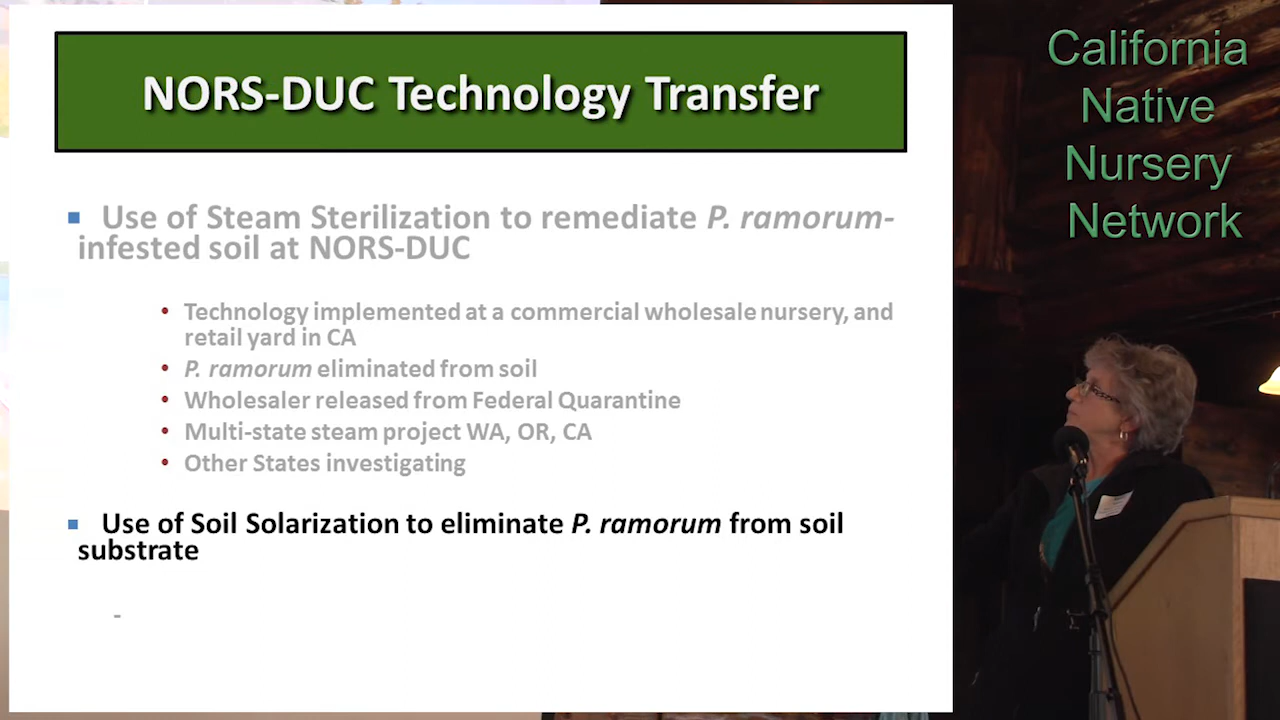 NORS-DUC Technology Transfer
Use of Steam Sterilization to remediate P. ramorum-
infested soil at NORS-DUC
Technology implemented at a commercial wholesale nursery, and
retail yard in CA
P. ramorum eliminated from soil
Wholesaler released from Federal Quarantine
Multi-state steam project WA, OR, CA
Other States investigating
Use of Soil Solarization to eliminate P. ramorum from soil
substrate
-
California
Native
Nursery
Network